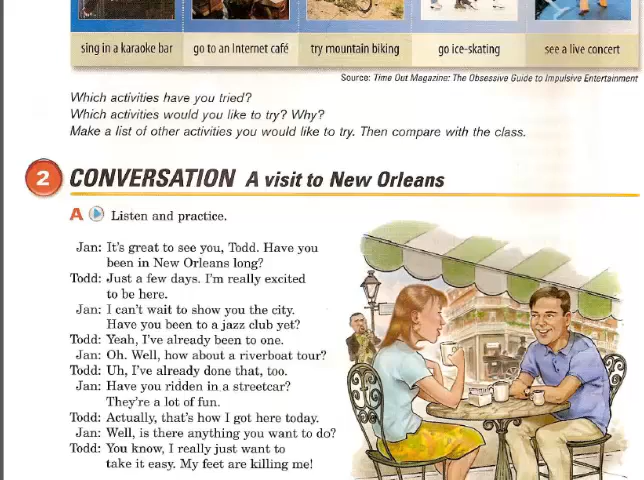 sing in a karaoke bar go to an Internet café try mountain biking go ice-skating see a live concert
Source: Time Out Magazine: The Obsessive Guide to Impulsive Entertainment
Which activities have you tried?
Which activities would you like to try? Why?
Make a list of other activities you would like to try. Then compare with the class.
2 CONVERSATION A visit to New Orleans
A Listen and practice.
Jan: It's great to see you, Todd. Have you
been in New Orleans long?
Todd: Just a few days. I'm really excited
to be here.
Jan: I can't wait to show you the city.
Have you been to a jazz club yet?
Todd: Yeah, I've already been to one.
Jan: Oh. Well, how about a riverboat tour?
Todd: Uh, I've already done that, too.
Jan: Have you ridden in a streetcar?
They're a lot of fun.
Todd: Actually, that's how I got here today.
Jan: Well, is there anything you want to do?
Todd: You know, I really just want to
take it easy. My feet are killing me!